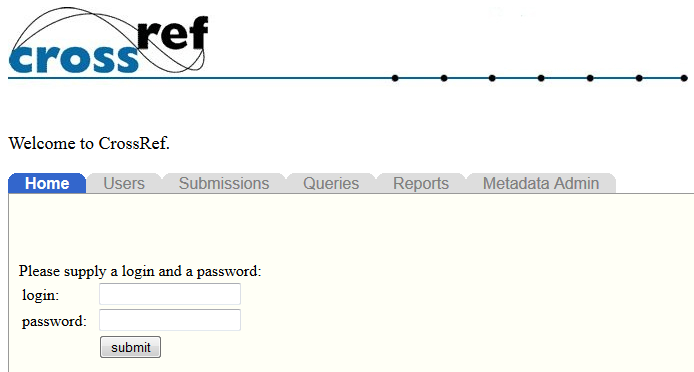 crossref
Welcome to CrossRef.
Home Users Submissions Queries Reports Metadata Admin
Please supply a login and a password:
login:
password:
submit